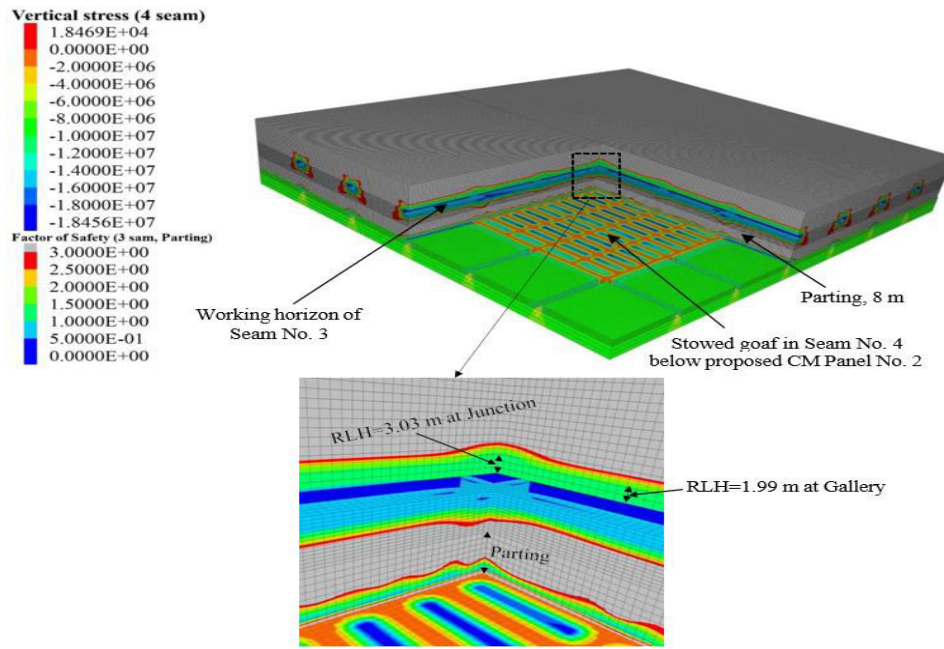 Vertical stress (4 seam)
1.8469E+04
0.0000E+00
-2.0000E+06
-4.0000E+06
-6.0000E+06
-8.0000E+06
-1.0000E+07
-1.2000E+07
-1.4000E+07
-1.6000E+07
-1.8000E+07
-1.8456E+07
Factor of Safety (3 sam, Parting)
3.0000E+00
2.5000E+00
2.0000E+00
1.5000E+00
1.0000E+00
5.0000E-01
0.0000E+00
Working horizon of
Seam No. 3
Parting, 8 m
Stowed goaf in Seam No. 4
below proposed CM Panel No. 2
RLH=3.03 m at Junction
RLH=1.99 m at Gallery
Parting